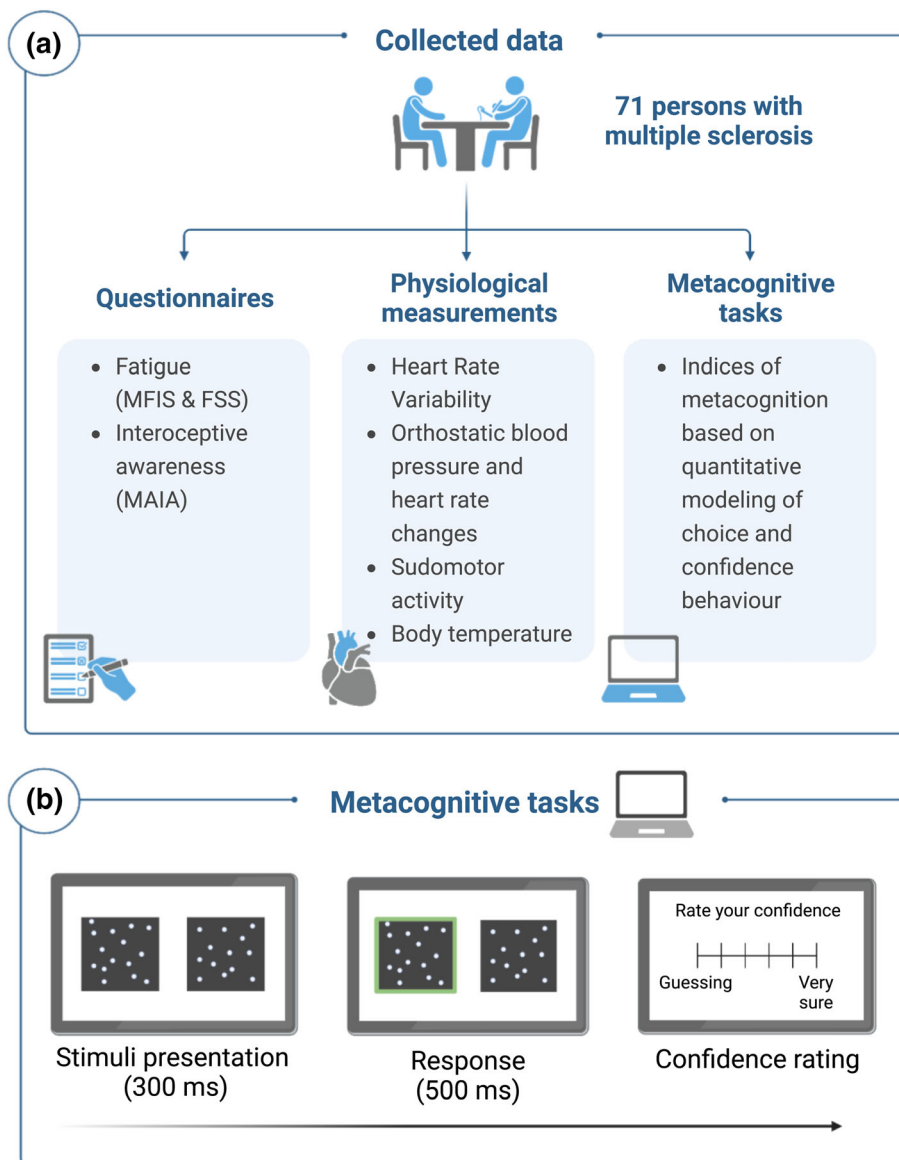 (a)
Collected data
71 persons with
multiple sclerosis
Questionnaires
• Fatigue
(MFIS & FSS)
• Interoceptive
awareness
(MAIA)
Physiological
measurements
• Heart Rate
Variability
• Orthostatic blood
pressure and
heart rate
changes
• Sudomotor
activity
• Body temperature
Metacognitive
tasks
• Indices of
metacognition
based on
quantitative
modeling of
choice and
confidence
behaviour
(b)
Metacognitive tasks
Stimuli presentation
(300 ms)
Response
(500 ms)
Rate your confidence
Guessing
Very
sure
Confidence rating